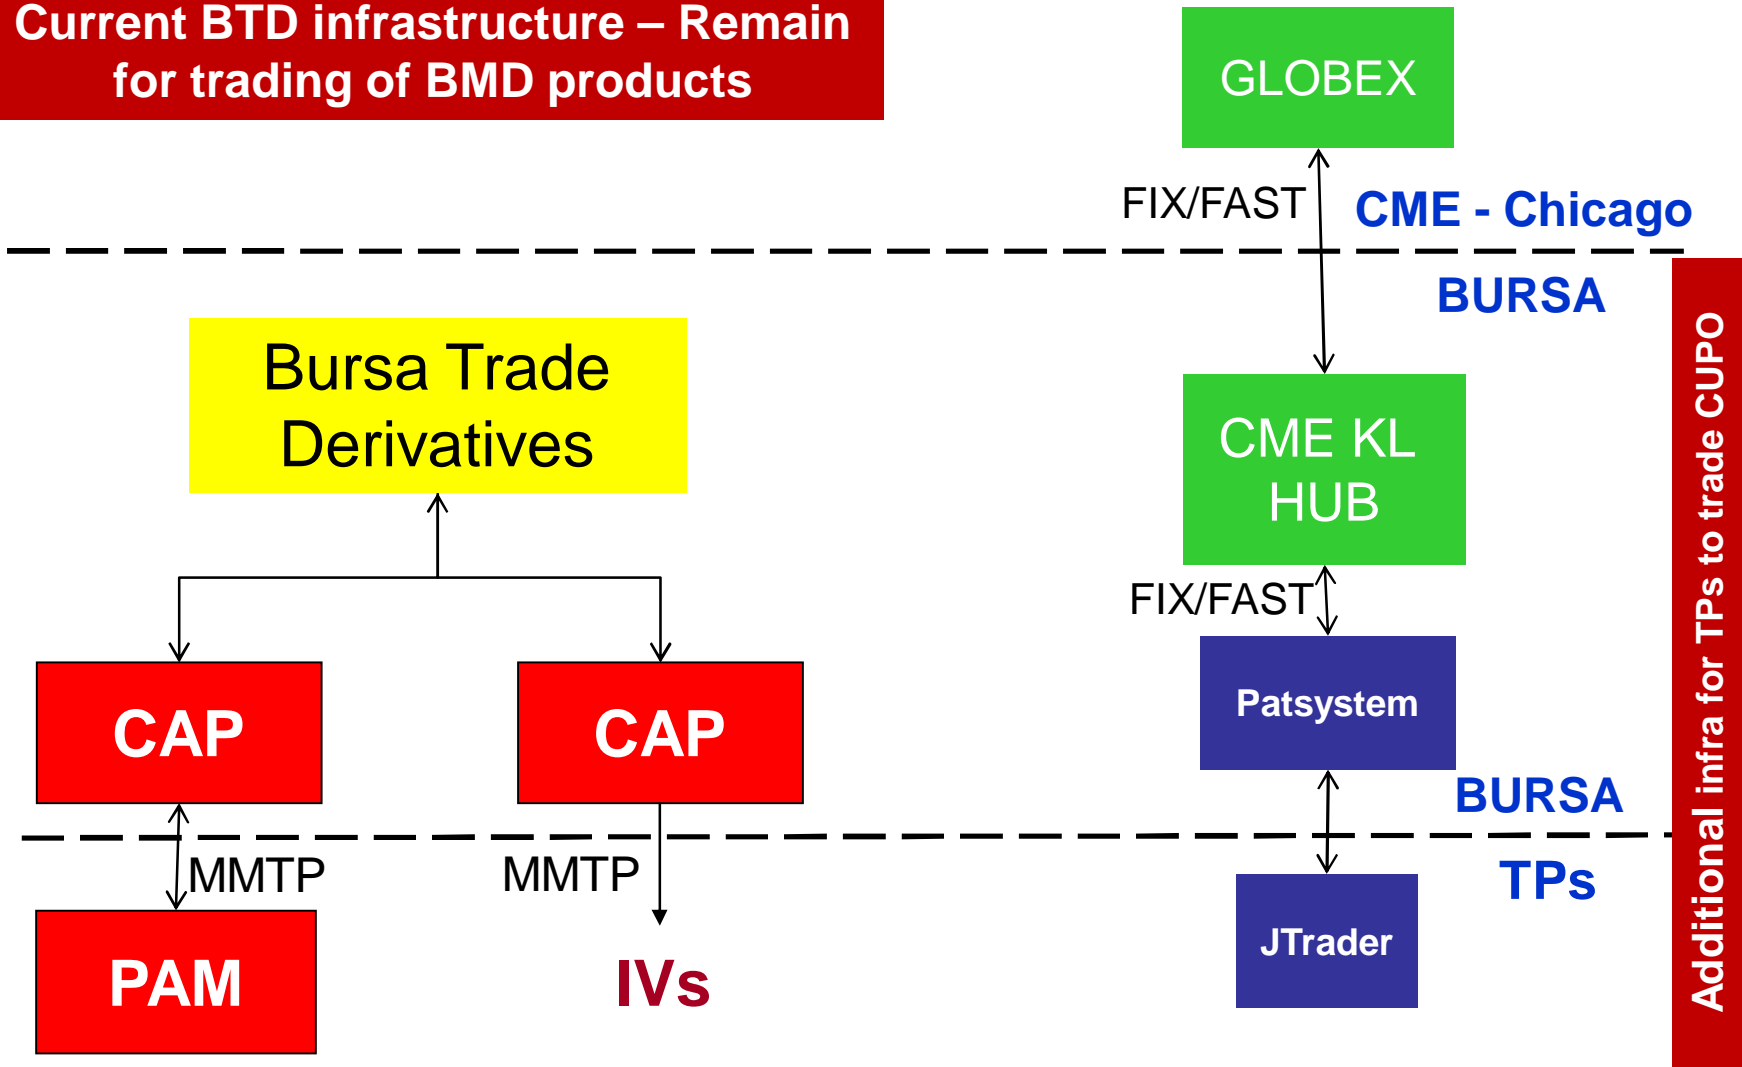 Current BTD infrastructure – Remain
for trading of BMD products
GLOBEX
FIX/FAST
CME - Chicago
BURSA
Bursa Trade
Derivatives
CME KL
HUB
FIX/FAST
CAP
CAP
Patsystem
BURSA
MMTP
MMTP
TPs
PAM
IVs
JTrader
Additional infra for TPs to trade CUPO